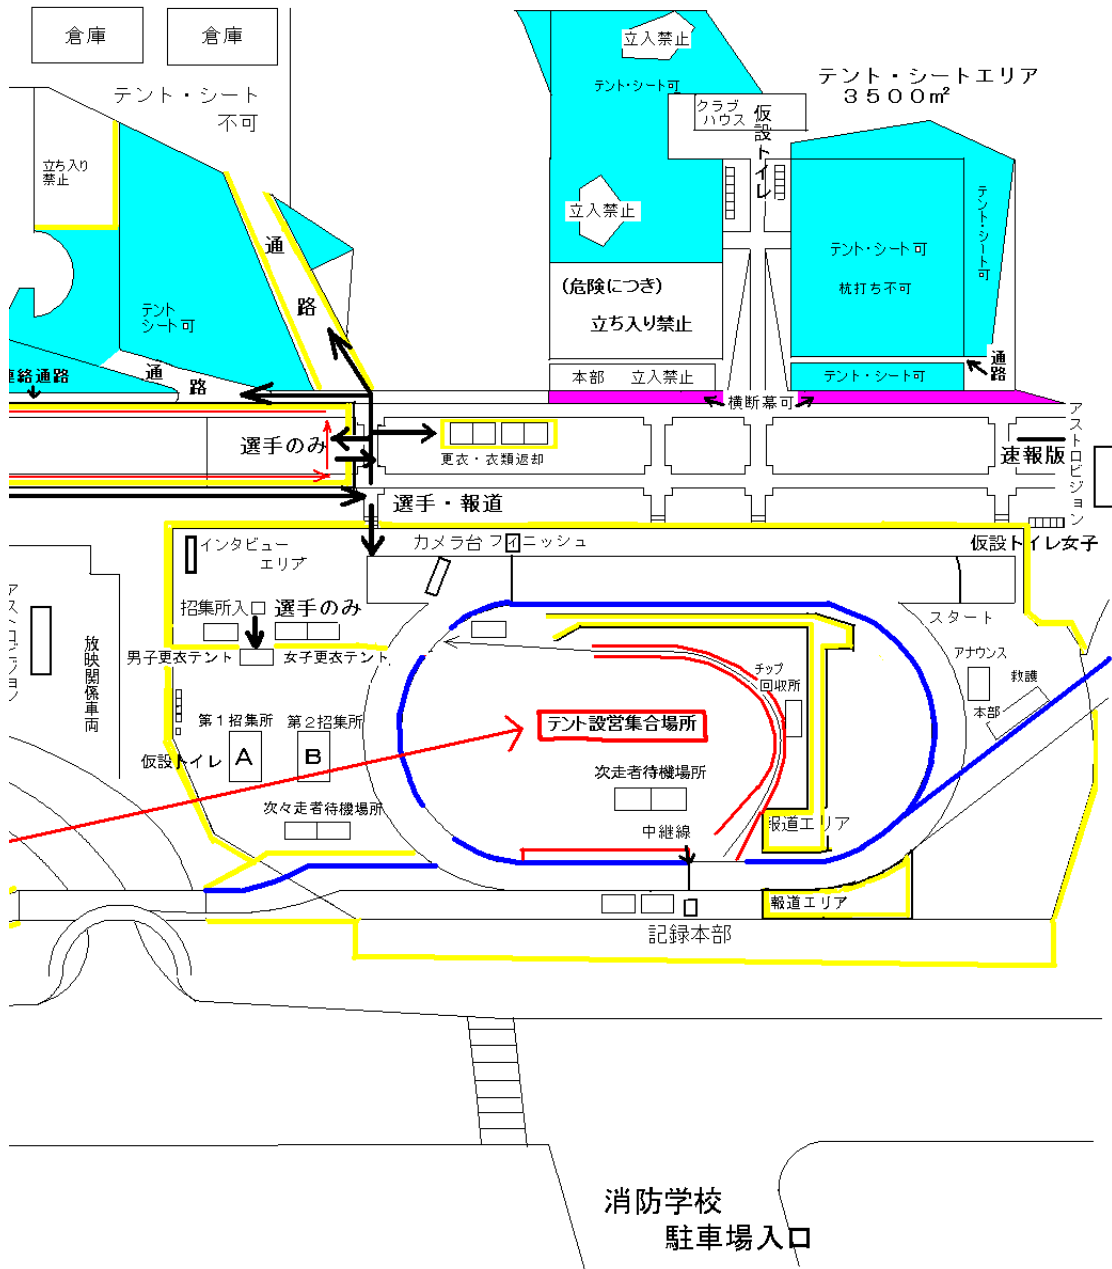 倉庫
倉庫
テント・シート
不可
立入禁止
テント・シート可
テント・シートエリア
3500㎡
クラブ
ハウス
仮設トイレ
立ち入り
禁止
立入禁止
テント・シート可
テント・シート可
杭打ち不可
通
路
(危険につき)
立ち入り禁止
テント
シート可
本部 立入禁止
テント・シート可
通路
連絡通路
通
路
横断幕可
選手のみ
更衣・衣類返却
速報版
アストロビジョン
選手・報道
仮設トイレ女子
インタビュー
エリア
カメラ台
フィニッシュ
招集所入口
選手のみ
スタート
アストロビジョン
放映関係車両
男子更衣テント
女子更衣テント
アナウンス
救護
本部
チップ
回収所
第1招集所
第2招集所
テント設営集合場所
仮設トイレ
A
B
次走者待機場所
次々走者待機場所
中継線
報道エリア
報道エリア
記録本部
消防学校
駐車場入口